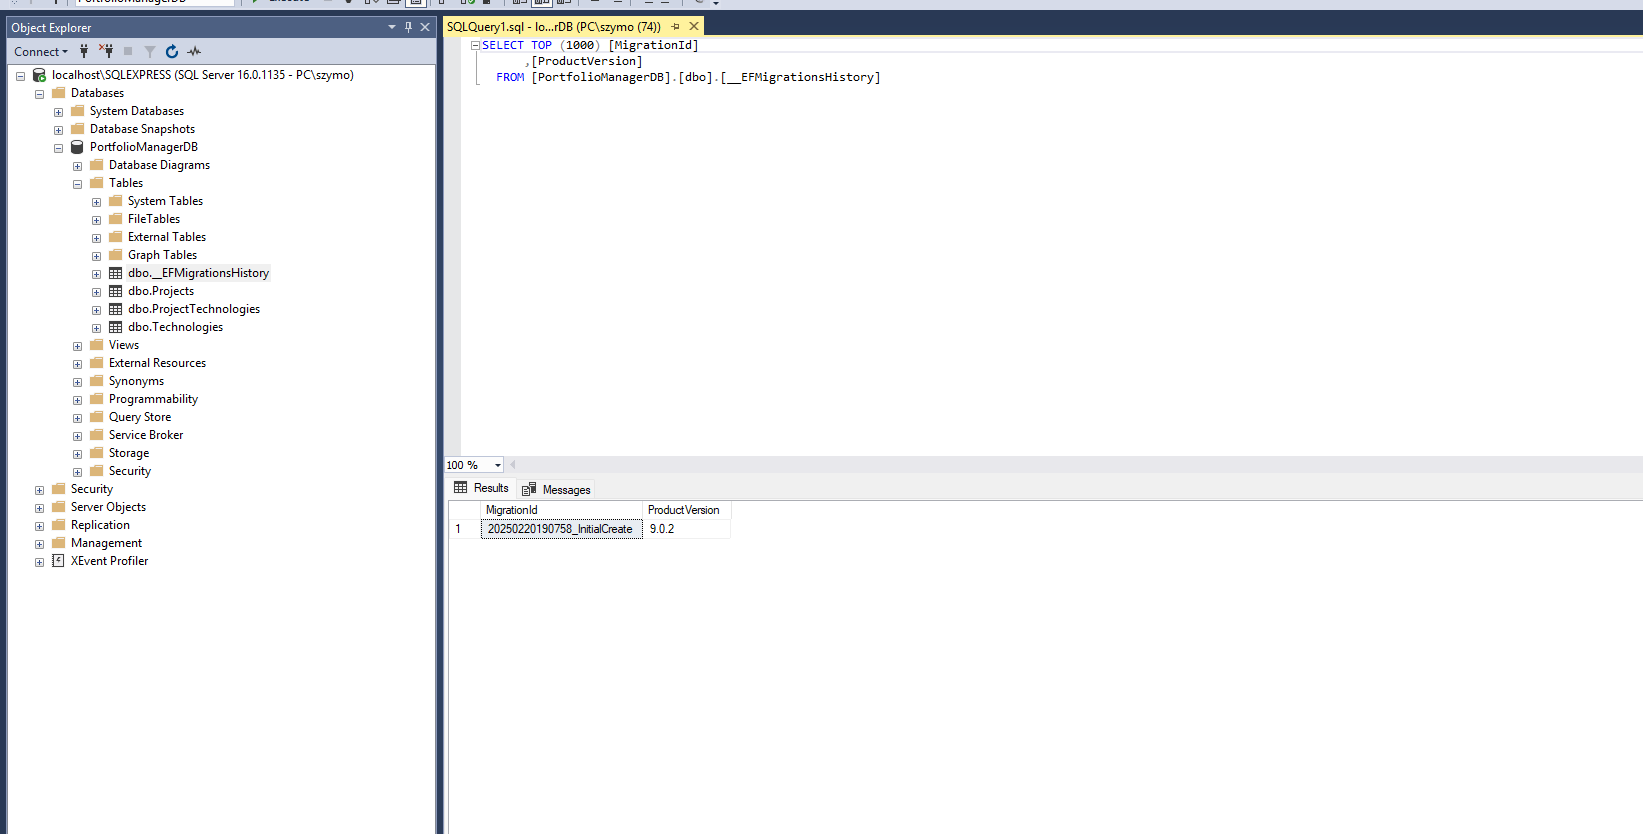 PortfolioManagerDB
Object Explorer
SQLQuery1.sql - lo...rDB (PC\szymo (74))
Connect
localhost\SQLEXPRESS (SQL Server 16.0.1135 - PC\szymo)
Databases
System Databases
Database Snapshots
PortfolioManagerDB
Database Diagrams
Tables
System Tables
FileTables
External Tables
Graph Tables
dbo.__EFMigrationsHistory
dbo.Projects
dbo.ProjectTechnologies
dbo.Technologies
Views
External Resources
Synonyms
Programmability
Query Store
Service Broker
Storage
Security
Security
Server Objects
Replication
Management
XEvent Profiler
SELECT TOP (1000) [MigrationId]
,[ProductVersion]
FROM [PortfolioManagerDB].[dbo].[__EFMigrationsHistory]
100 %
Results Messages
MigrationId ProductVersion
1 20250220190758_InitialCreate 9.0.2